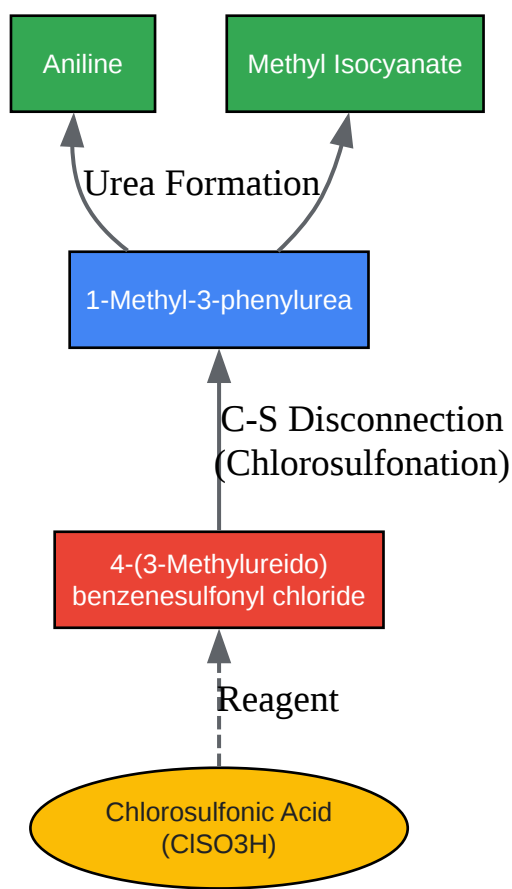 Aniline
Methyl Isocyanate
Urea Formation
1-Methyl-3-phenylurea
C-S Disconnection
(Chlorosulfonation)
4-(3-Methylureido)
benzenesulfonyl chloride
Reagent
Chlorosulfonic Acid
(ClSO3H)